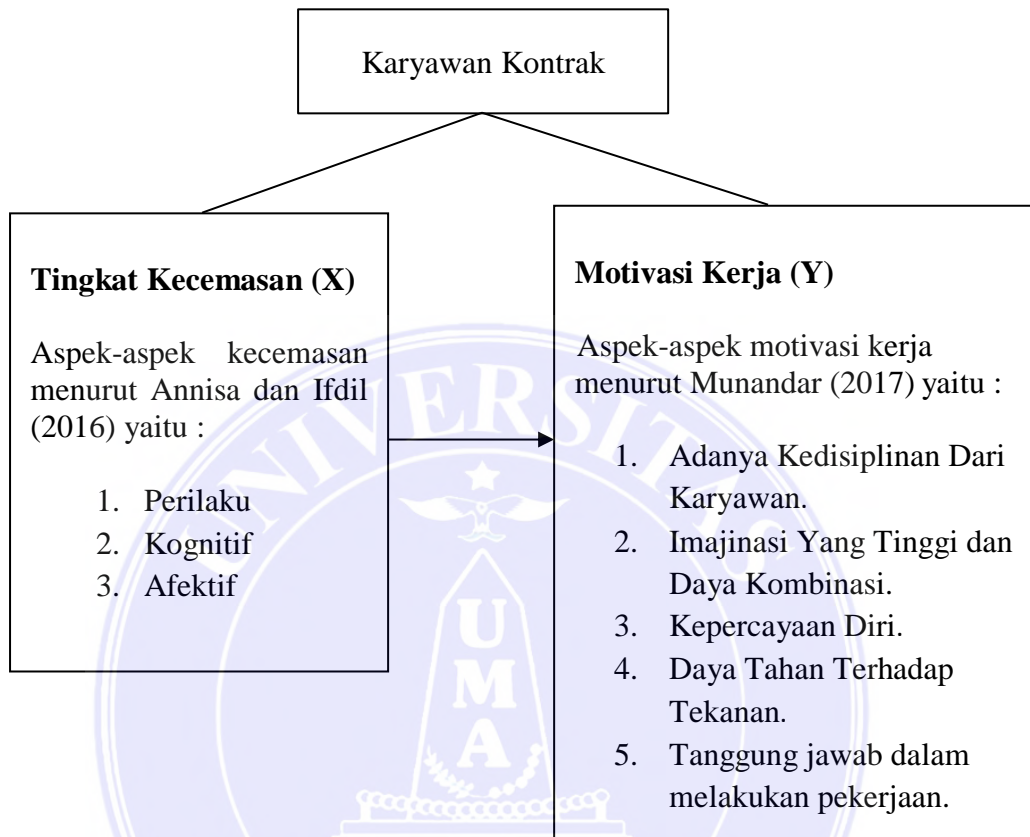 Karyawan Kontrak
Tingkat Kecemasan (X)
Aspek-aspek kecemasan
menurut Annisa dan Ifdil
(2016) yaitu :
1. Perilaku
2. Kognitif
3. Afektif
Motivasi Kerja (Y)
Aspek-aspek motivasi kerja
menurut Munandar (2017) yaitu :
1. Adanya Kedisiplinan Dari
Karyawan.
2. Imajinasi Yang Tinggi dan
Daya Kombinasi.
3. Kepercayaan Diri.
4. Daya Tahan Terhadap
Tekanan.
5. Tanggung jawab dalam
melakukan pekerjaan.
UNIVERSITAS
UMA